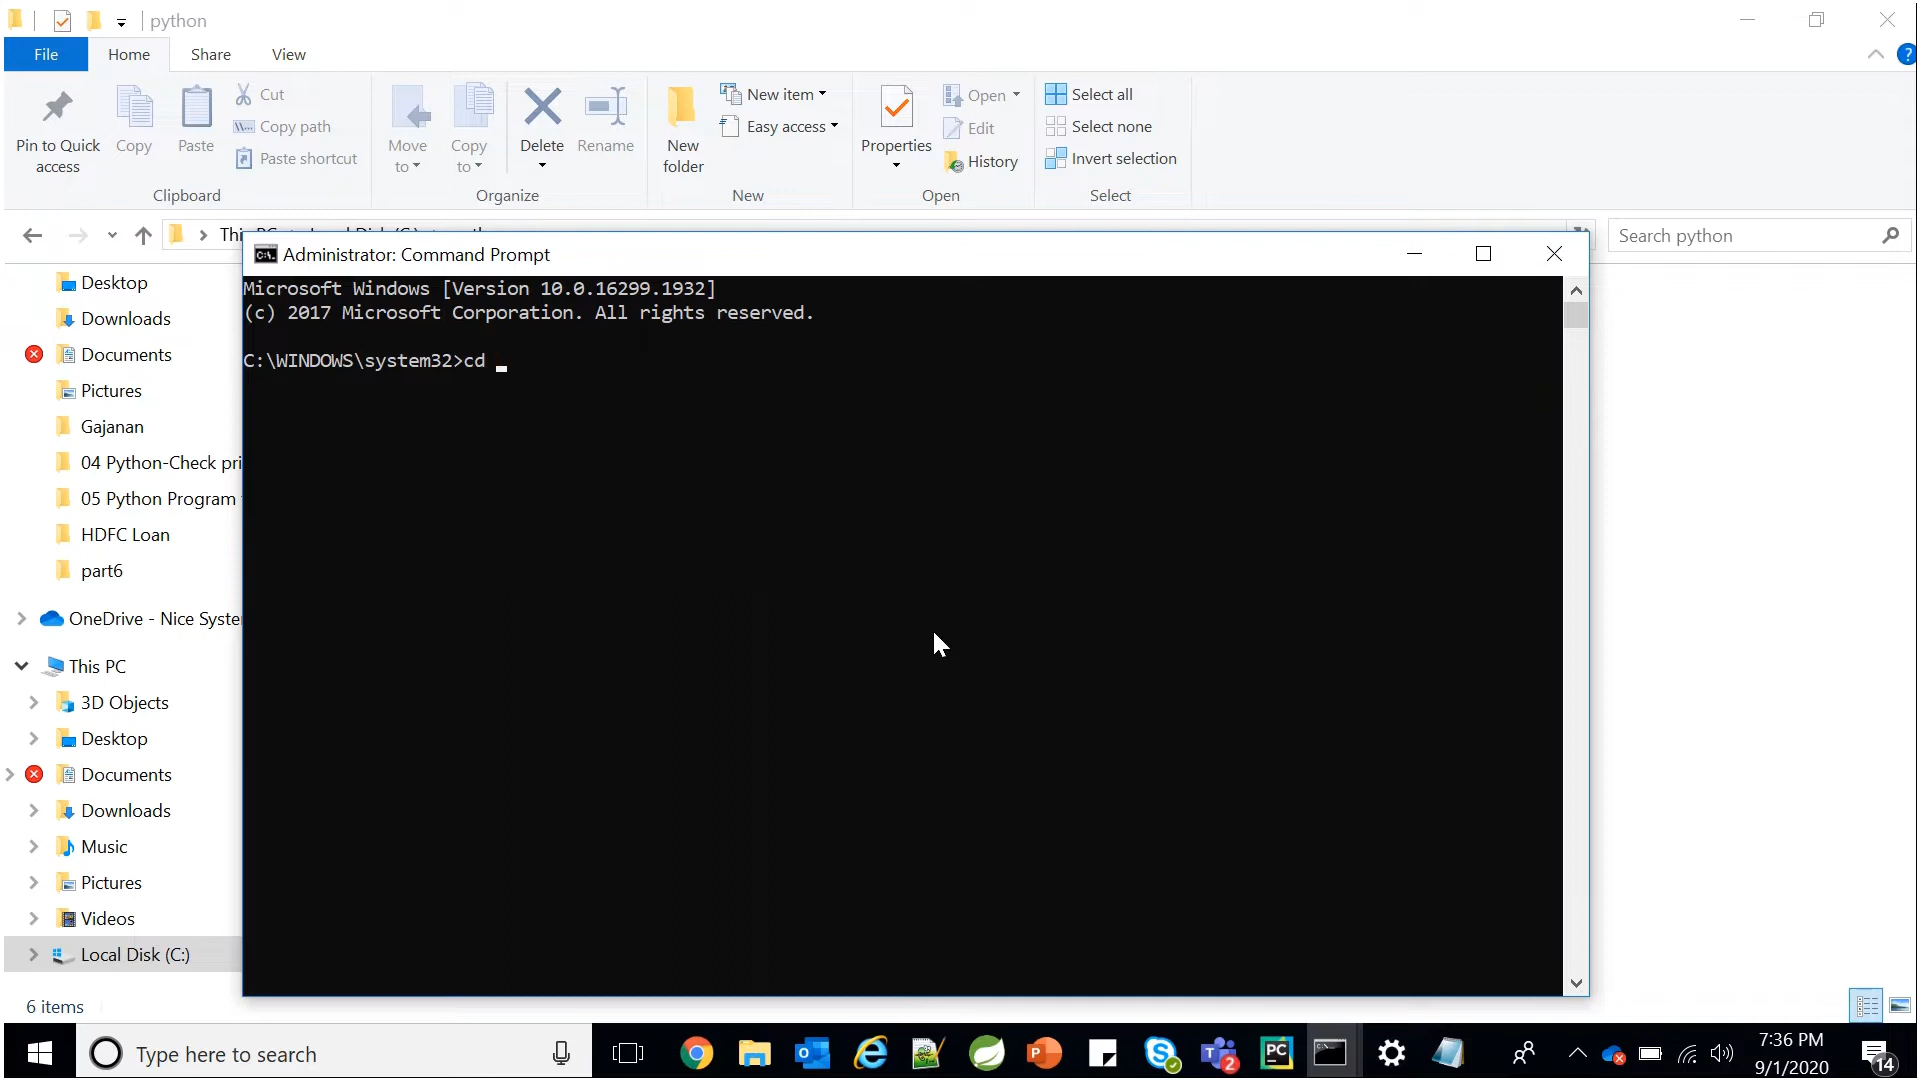 python
File
Home
Share
View
Pin to Quick
access
Copy
Paste
Cut
Copy path
Paste shortcut
Clipboard
Move
to
Copy
to
Delete
Rename
Organize
New
folder
New item
Easy access
New
Properties
Open
Edit
History
Open
Select all
Select none
Invert selection
Select
Search python
Administrator: Command Prompt
Microsoft Windows [Version 10.0.16299.1932]
(c) 2017 Microsoft Corporation. All rights reserved.
C:\WINDOWS\system32>cd
Desktop
Downloads
Documents
Pictures
Gajanan
04 Python-Check pri
05 Python Program
HDFC Loan
part6
OneDrive - Nice Syste
This PC
3D Objects
Desktop
Documents
Downloads
Music
Pictures
Videos
Local Disk (C:)
6 items
Type here to search
2
7:36 PM
9/1/2020
14